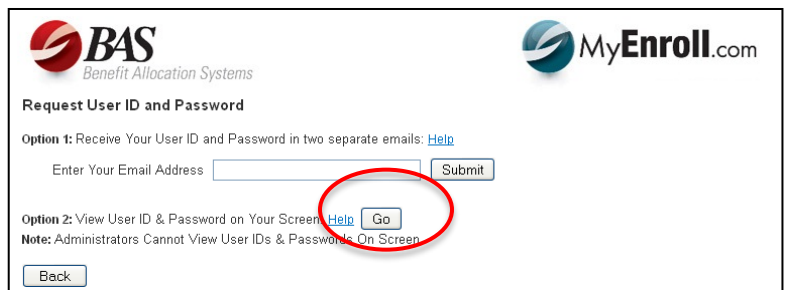 BAS
Benefit Allocation Systems
MyEnroll.com
Request User ID and Password
Option 1: Receive Your User ID and Password in two separate emails: Help
Enter Your Email Address Submit
Option 2: View User ID & Password on Your Screen: Help Go
Note: Administrators Cannot View User IDs & Passwords On Screen
Back